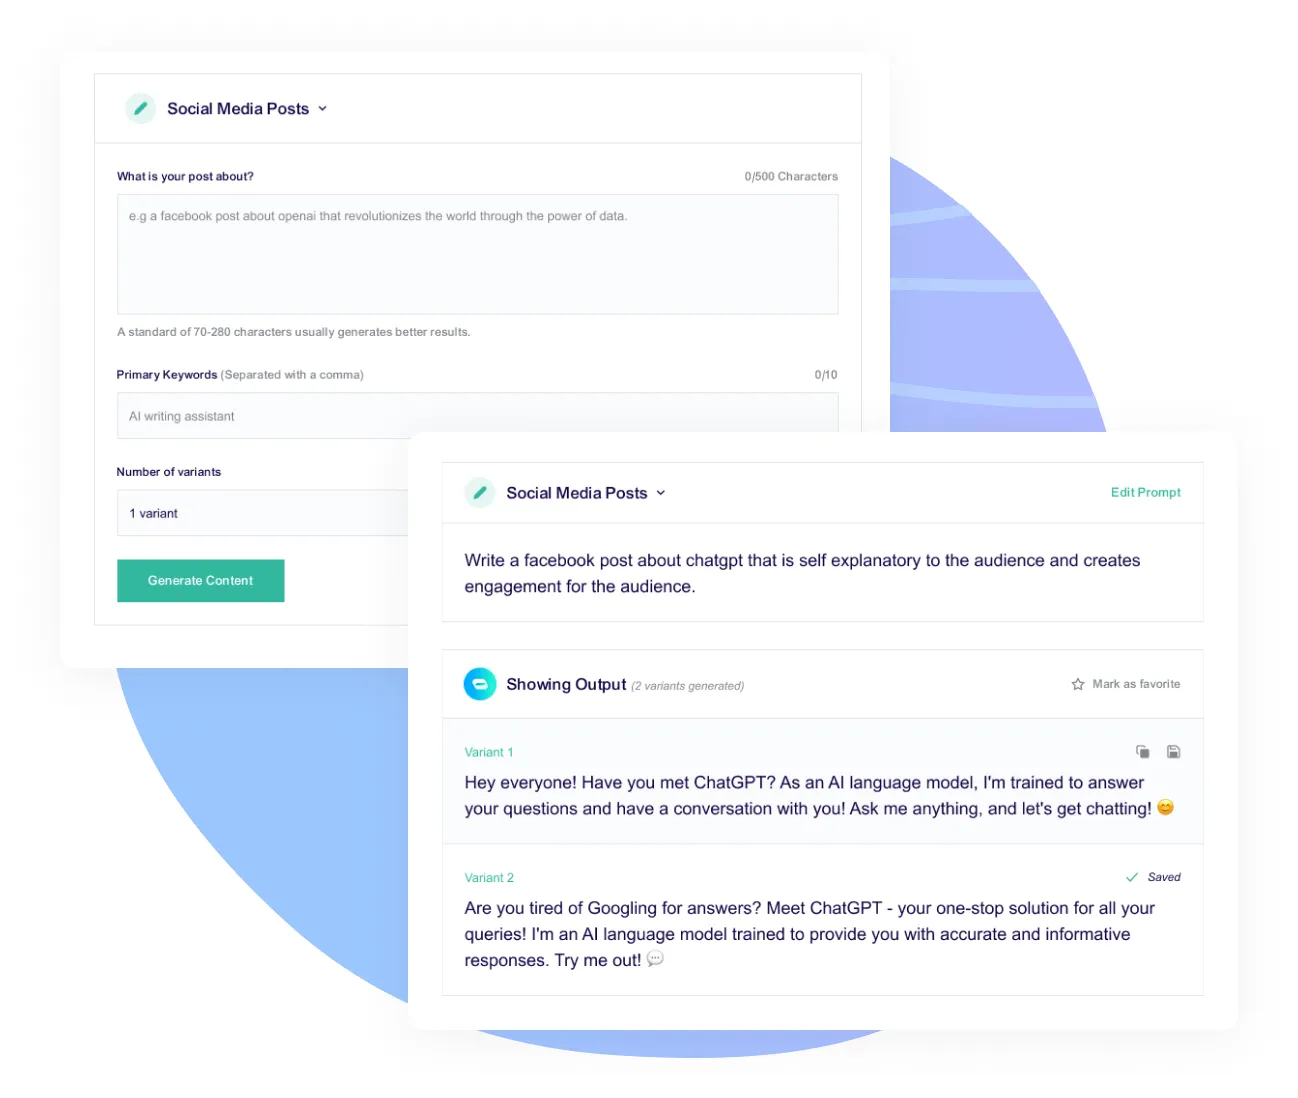 Social Media Posts
What is your post about? 0/500 Characters
e.g a facebook post about openai that revolutionizes the world through the power of data.
A standard of 70-280 characters usually generates better results.
Primary Keywords (Separated with a comma) 0/10
AI writing assistant
Number of variants
1 variant
Generate Content
Social Media Posts Edit Prompt
Write a facebook post about chatgpt that is self explanatory to the audience and creates
engagement for the audience.
Showing Output (2 variants generated) Mark as favorite
Variant 1
Hey everyone! Have you met ChatGPT? As an AI language model, I'm trained to answer
your questions and have a conversation with you! Ask me anything, and let's get chatting! 😊
Variant 2 Saved
Are you tired of Googling for answers? Meet ChatGPT - your one-stop solution for all your
queries! I'm an AI language model trained to provide you with accurate and informative
responses. Try me out! 💬